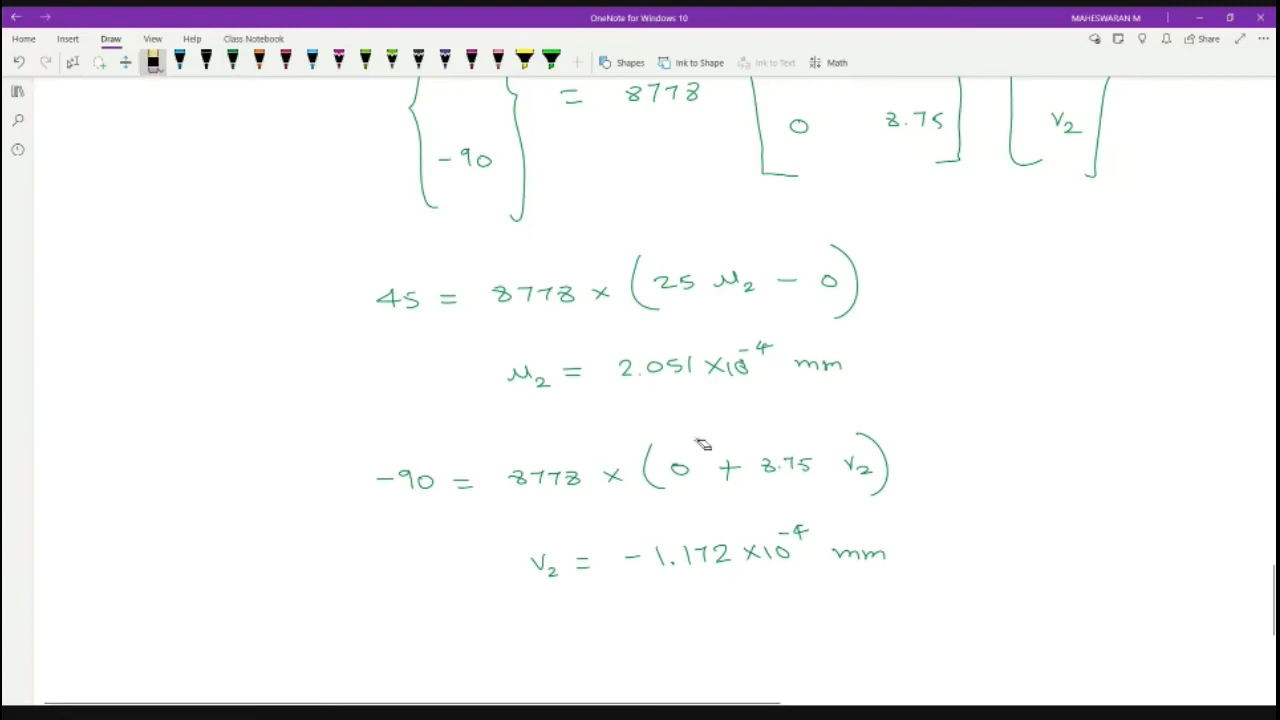 OneNote for Windows 10
MAHESWARAN M
Home Insert Draw View Help Class Notebook
Share
Shapes Ink to Shape Ink to Text Math
= 8778
0 8.75
v2
-90
45 = 8778 × (25 u2 - 0)
u2 = 2.051 ×10^-4 mm
-90 = 8778 × (0 + 8.75 v2)
v2 = -1.172 ×10^-4 mm